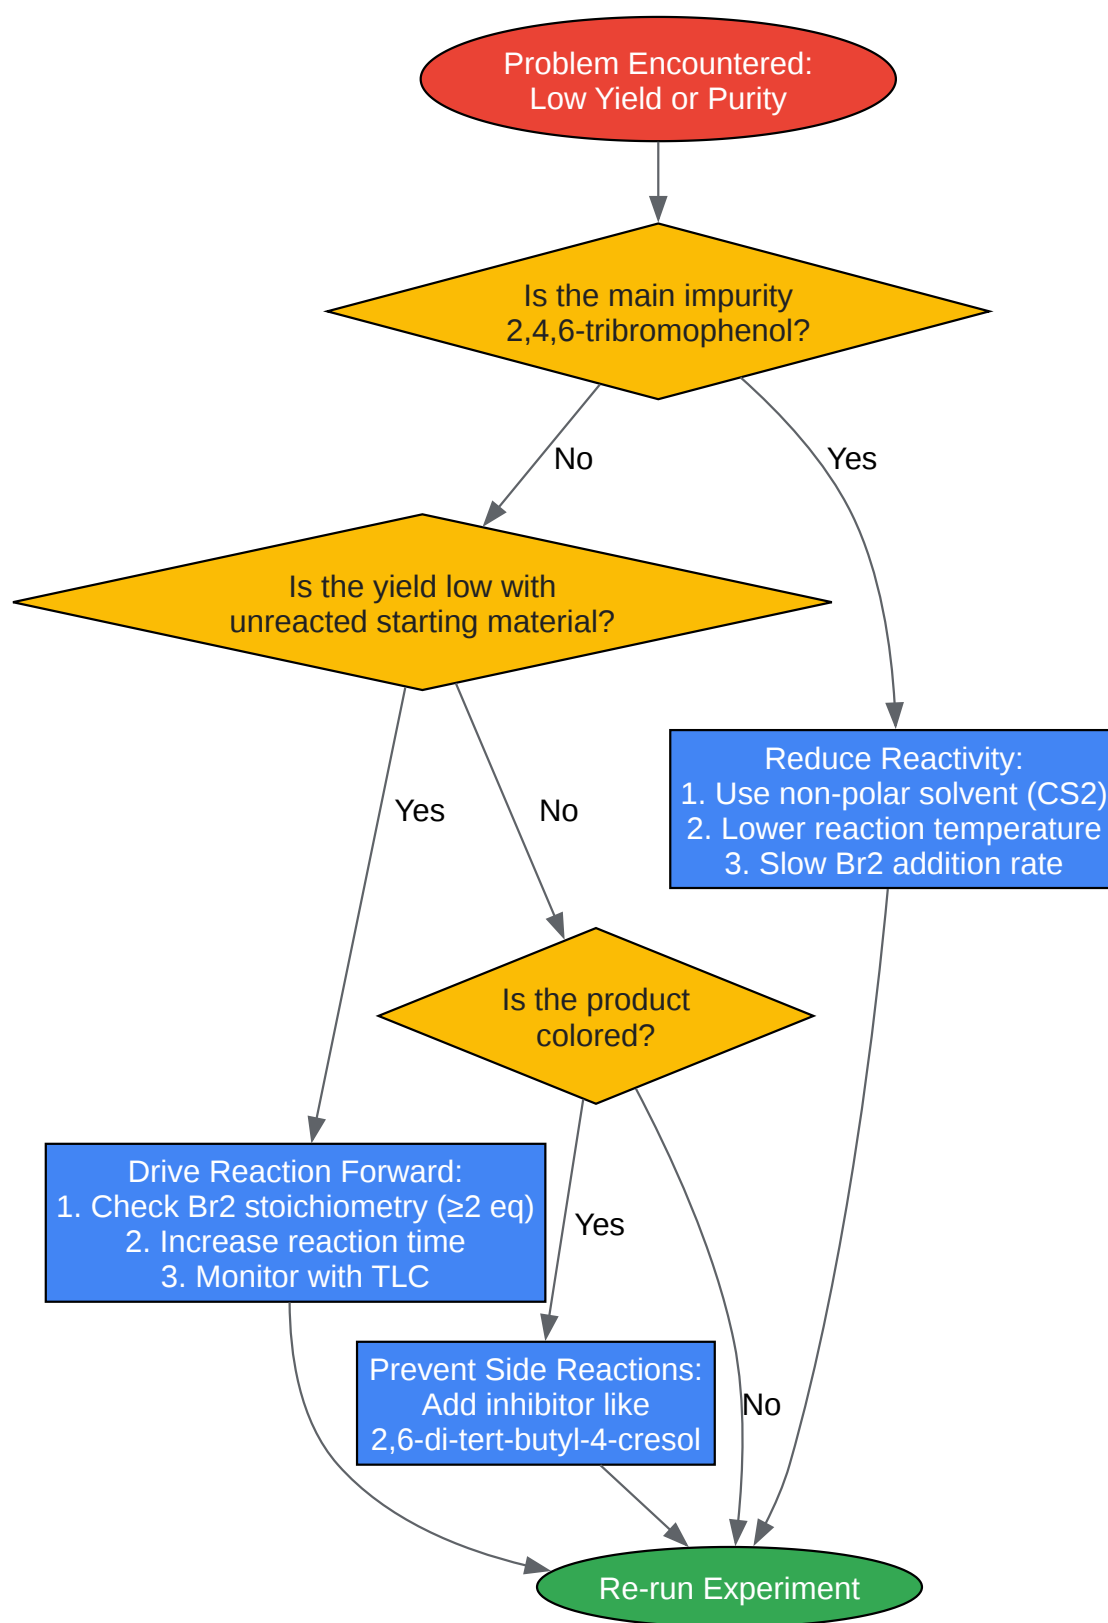 Problem Encountered:
Low Yield or Purity
Is the main impurity
2,4,6-tribromophenol?
No
Yes
Is the yield low with
unreacted starting material?
Reduce Reactivity:
1. Use non-polar solvent (CS2)
2. Lower reaction temperature
3. Slow Br2 addition rate
Yes
No
Is the product
colored?
Drive Reaction Forward:
1. Check Br2 stoichiometry (≥2 eq)
2. Increase reaction time
3. Monitor with TLC
Yes
Prevent Side Reactions:
Add inhibitor like
2,6-di-tert-butyl-4-cresol
No
Re-run Experiment